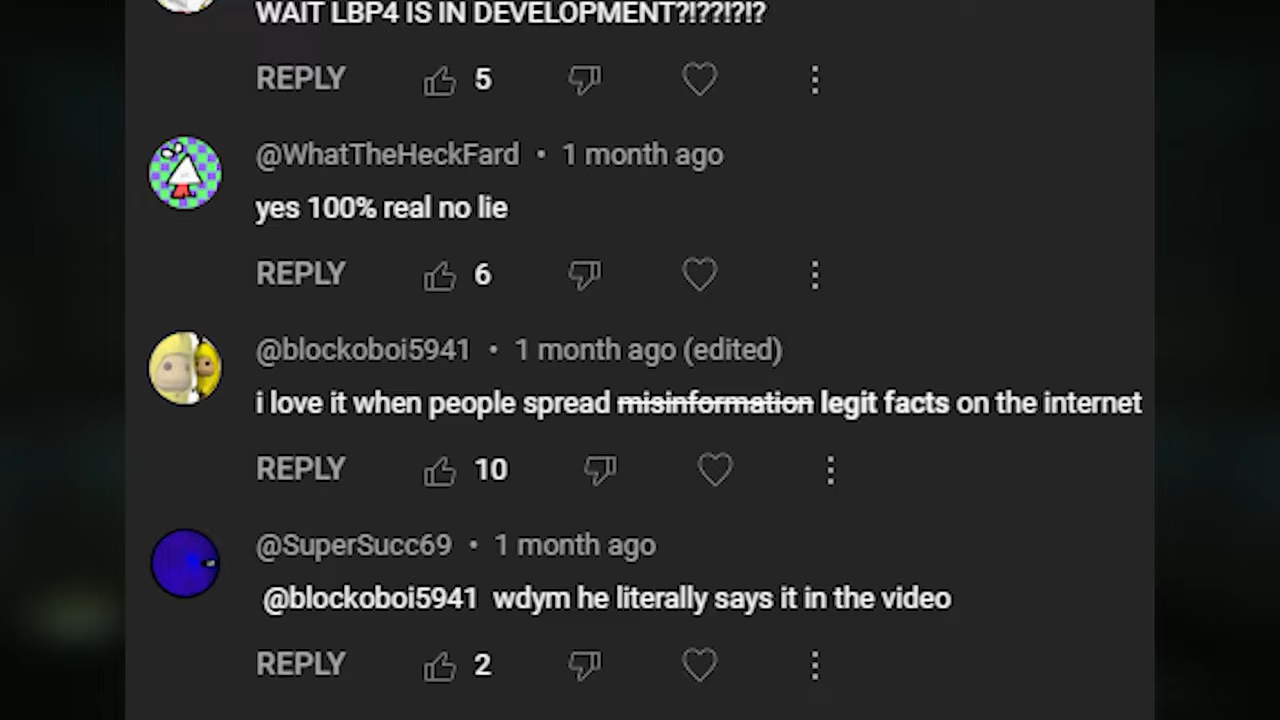 WAIT LBP4 IS IN DEVELOPMENT?!??!?!?
REPLY 5
@WhatTheHeckFard • 1 month ago
yes 100% real no lie
REPLY 6
@blockoboi5941 • 1 month ago (edited)
i love it when people spread misinformation legit facts on the internet
REPLY 10
@SuperSucc69 • 1 month ago
@blockoboi5941 wdym he literally says it in the video
REPLY 2